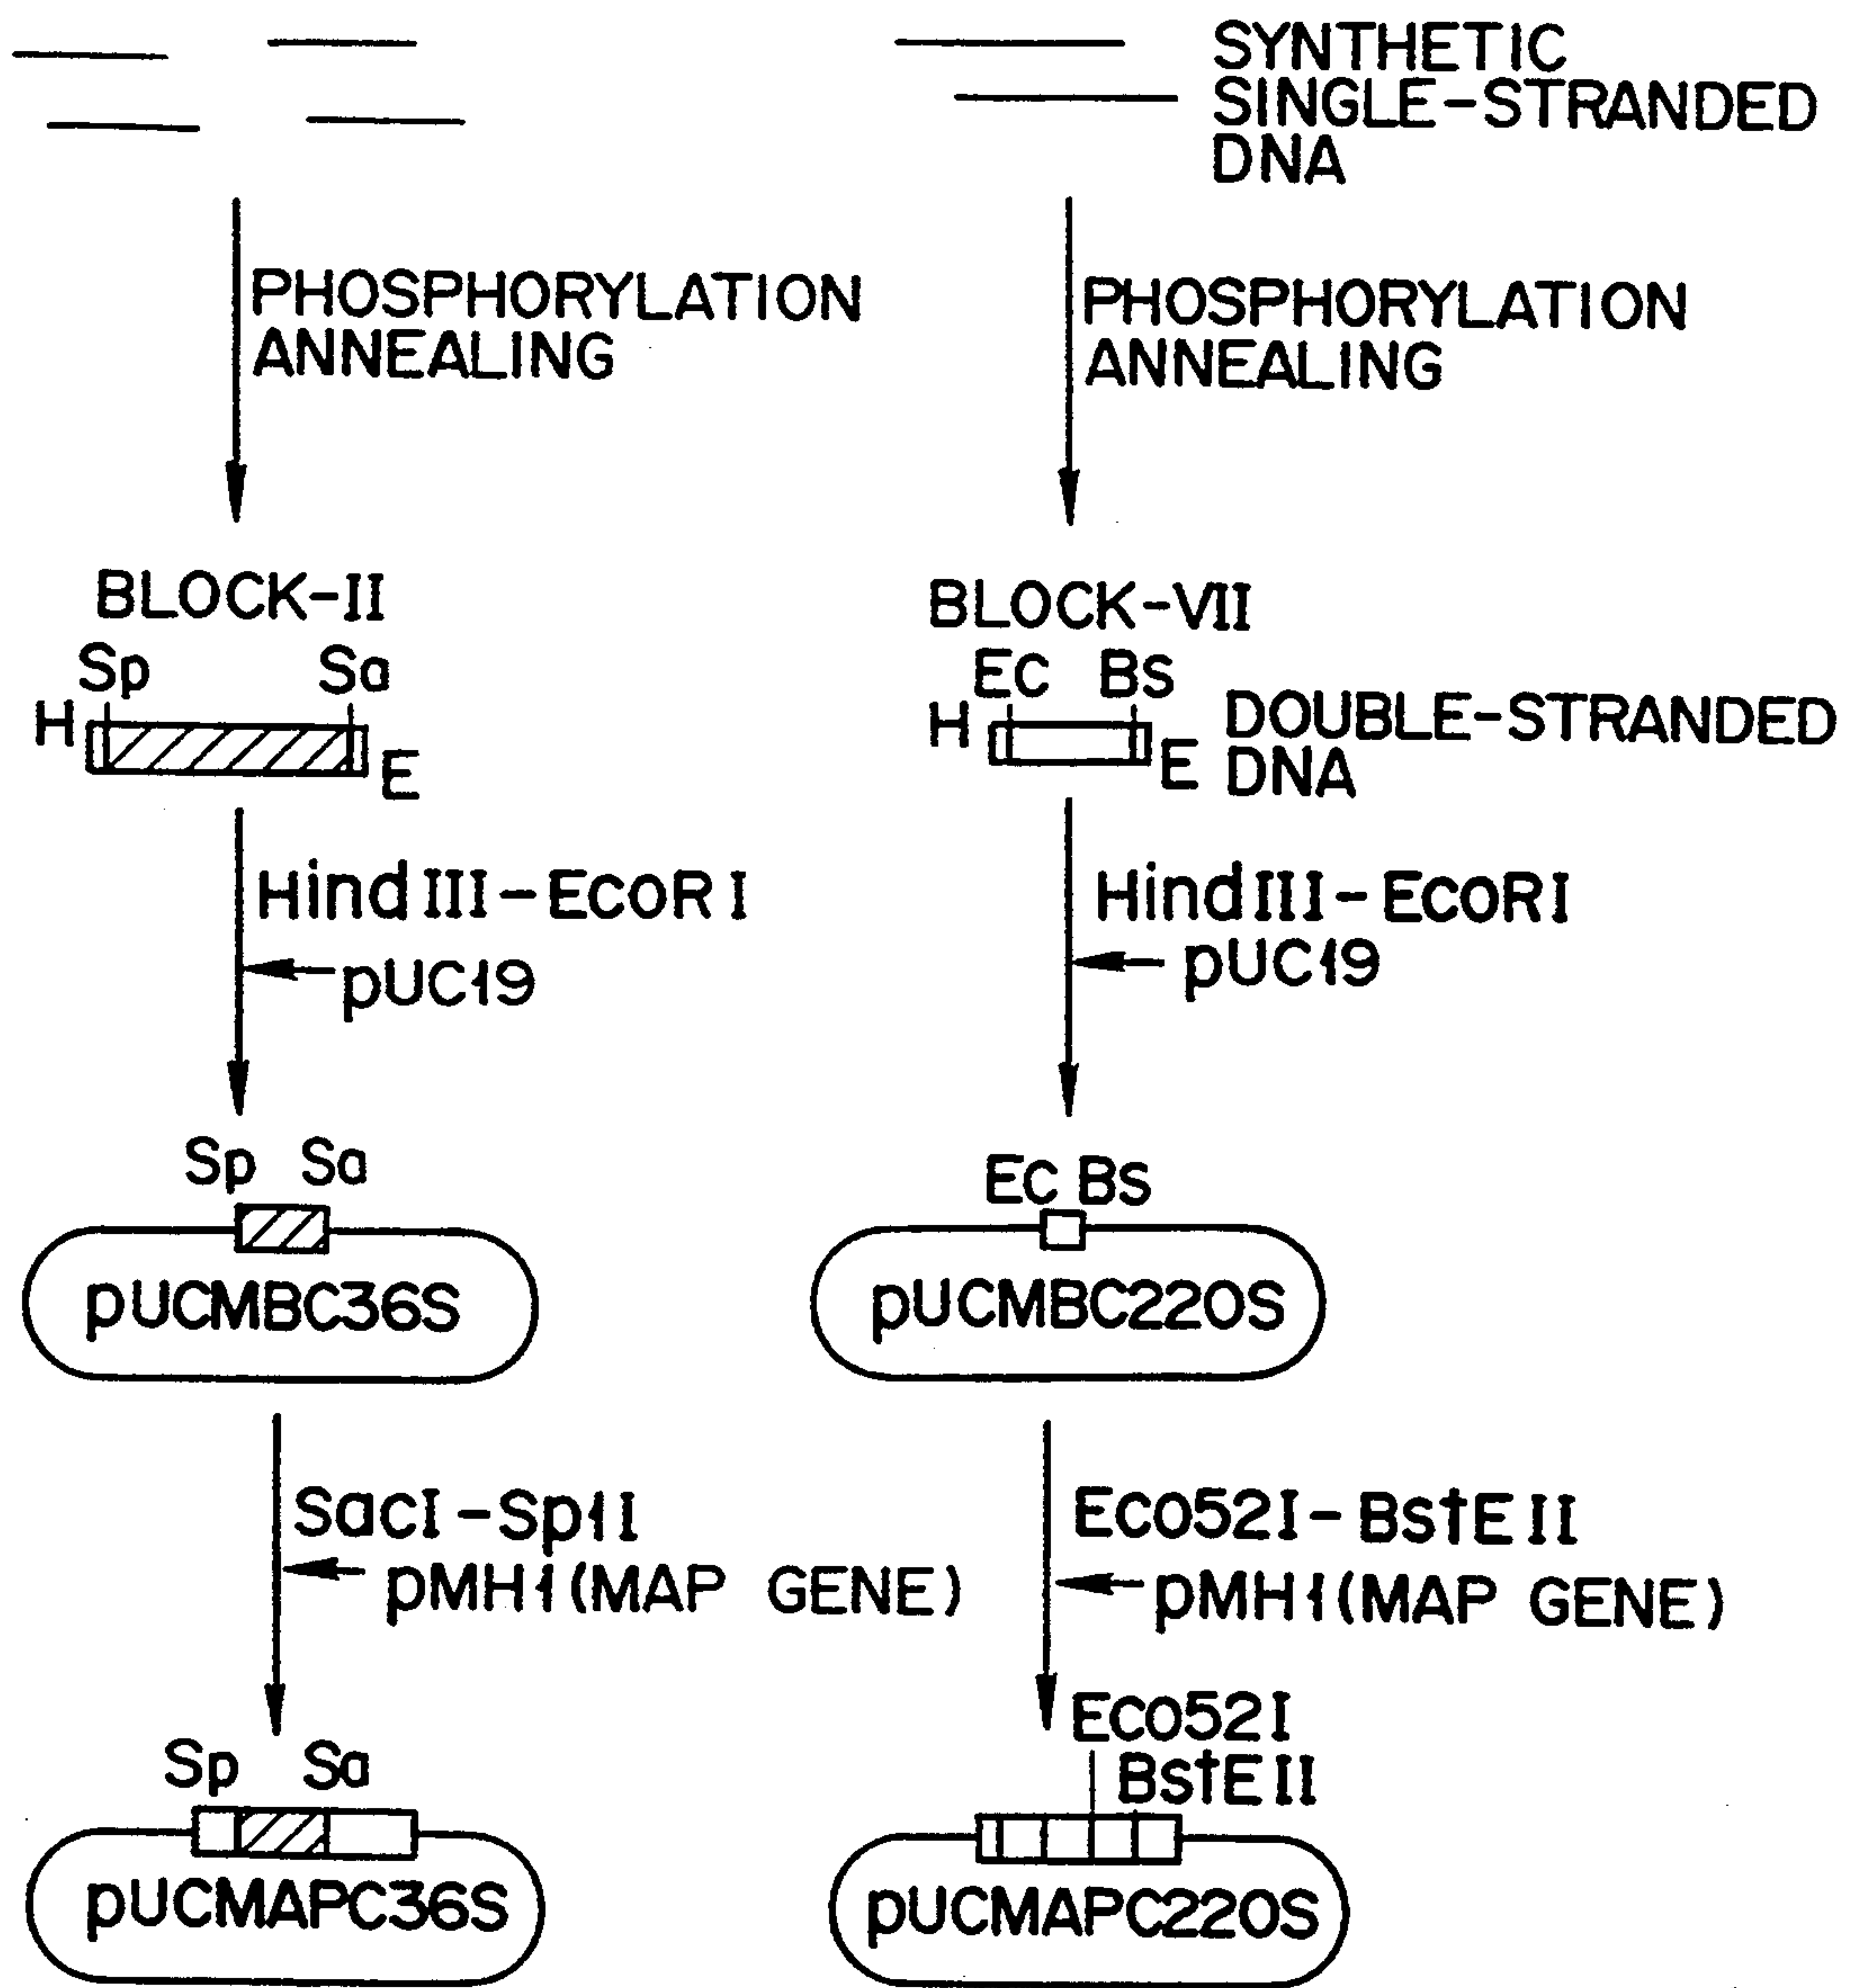 SYNTHETIC
SINGLE-STRANDED
DNA
PHOSPHORYLATION
ANNEALING
PHOSPHORYLATION
ANNEALING
BLOCK-II
Sp Sa
H
E
BLOCK-VII
EC BS
H
E
DOUBLE-STRANDED
DNA
HindIII-ECORI
pUC19
HindIII-ECORI
pUC19
Sp Sa
pUCMBC36S
EC BS
pUCMBC220S
SacI-Sp1I
pMH1(MAP GENE)
ECO52I-BstEII
pMH1(MAP GENE)
Sp Sa
pUCMAPC36S
ECO52I
BstEII
pUCMAPC220S